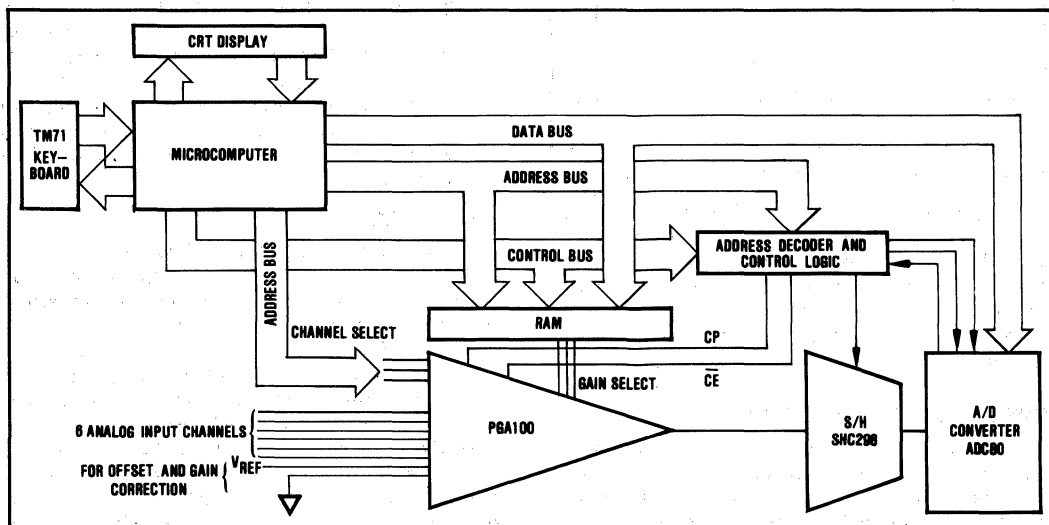 CRT DISPLAY
TM71
KEY-
BOARD
MICROCOMPUTER
DATA BUS
ADDRESS BUS
CONTROL BUS
ADDRESS BUS
ADDRESS DECODER AND
CONTROL LOGIC
CHANNEL SELECT
RAM
CP
CE
GAIN SELECT
PGA100
6 ANALOG INPUT CHANNELS
VREF
FOR OFFSET AND GAIN
CORRECTION
S/H
SHC298
A/D
CONVERTER
ADC80